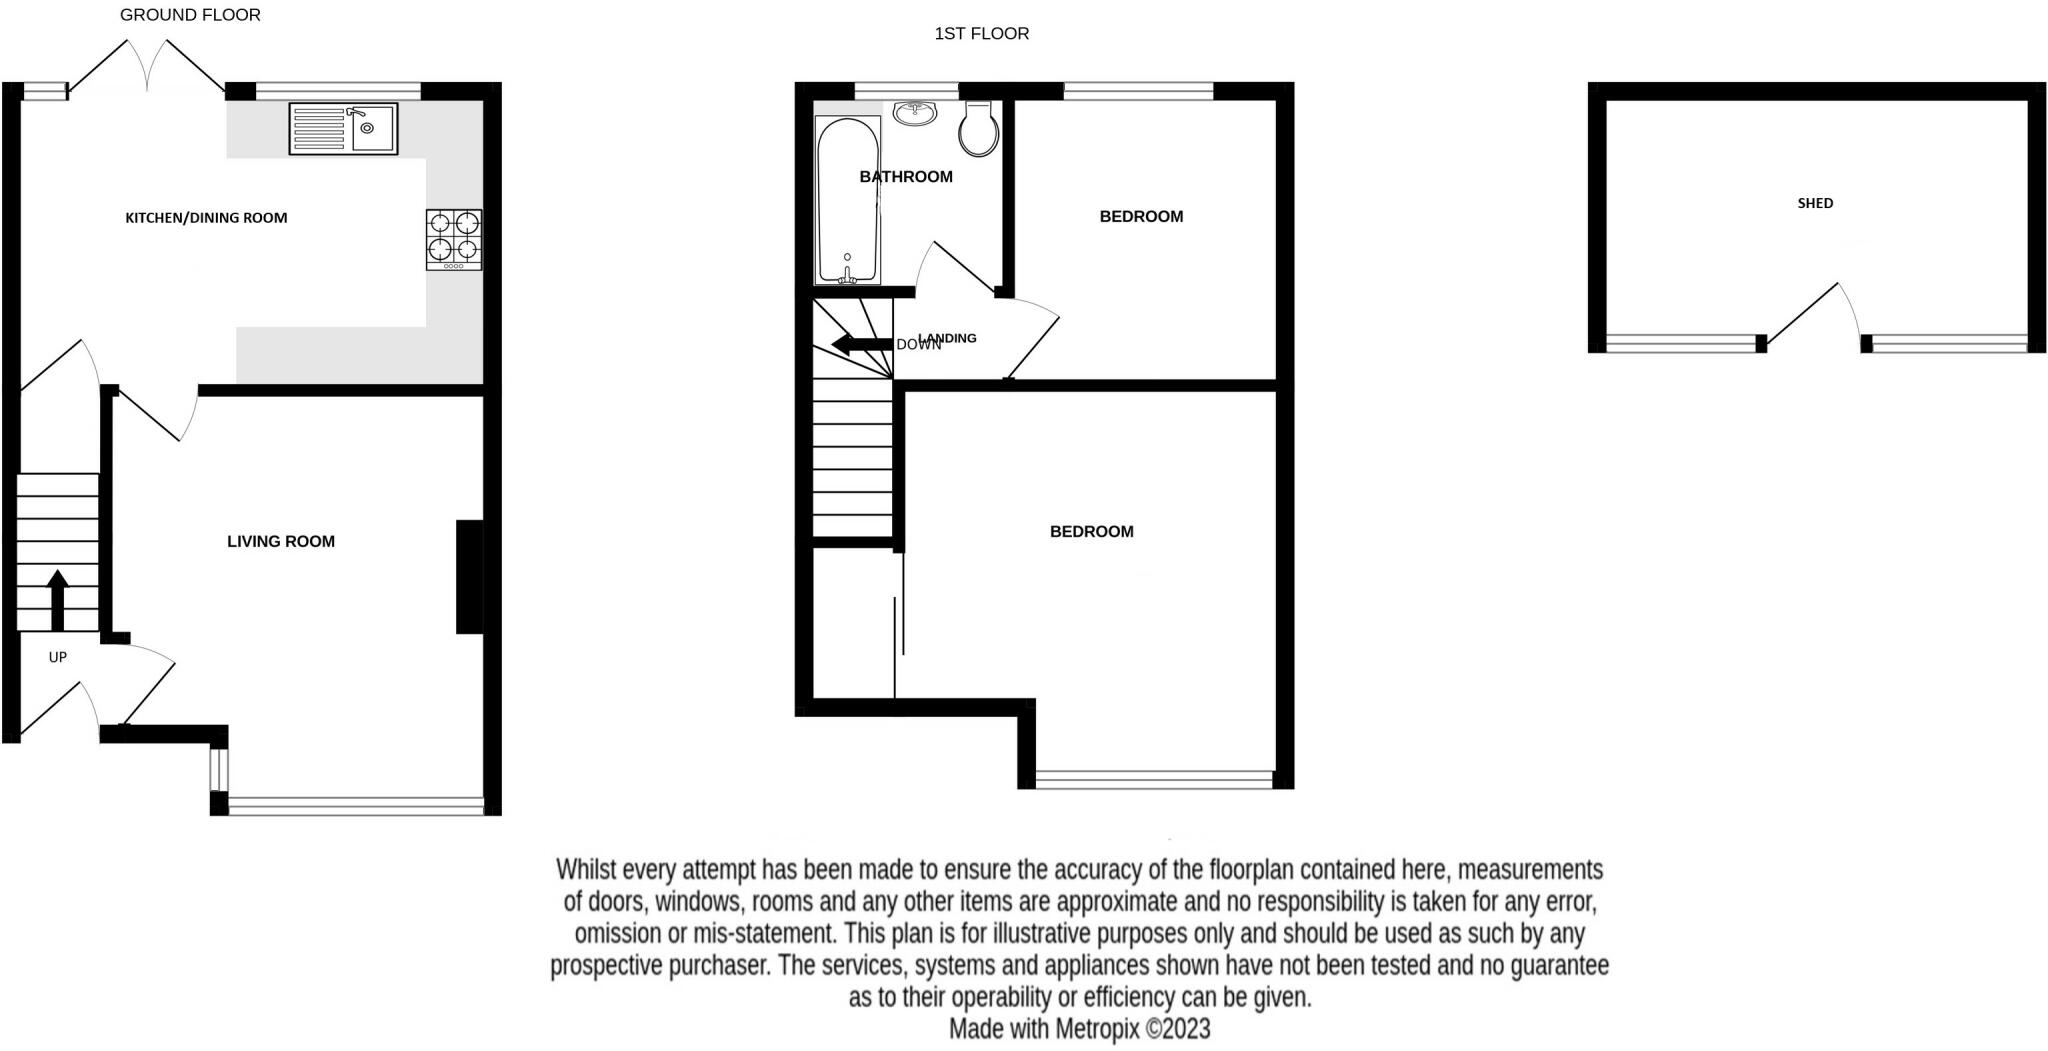 GROUND FLOOR
KITCHEN/DINING ROOM
LIVING ROOM
UP
1ST FLOOR
BATHROOM
BEDROOM
LANDING
DOWN
BEDROOM
SHED
Whilst every attempt has been made to ensure the accuracy of the floorplan contained here, measurements
of doors, windows, rooms and any other items are approximate and no responsibility is taken for any error,
omission or mis-statement. This plan is for illustrative purposes only and should be used as such by any
prospective purchaser. The services, systems and appliances shown have not been tested and no guarantee
as to their operability or efficiency can be given.
Made with Metropix ©2023